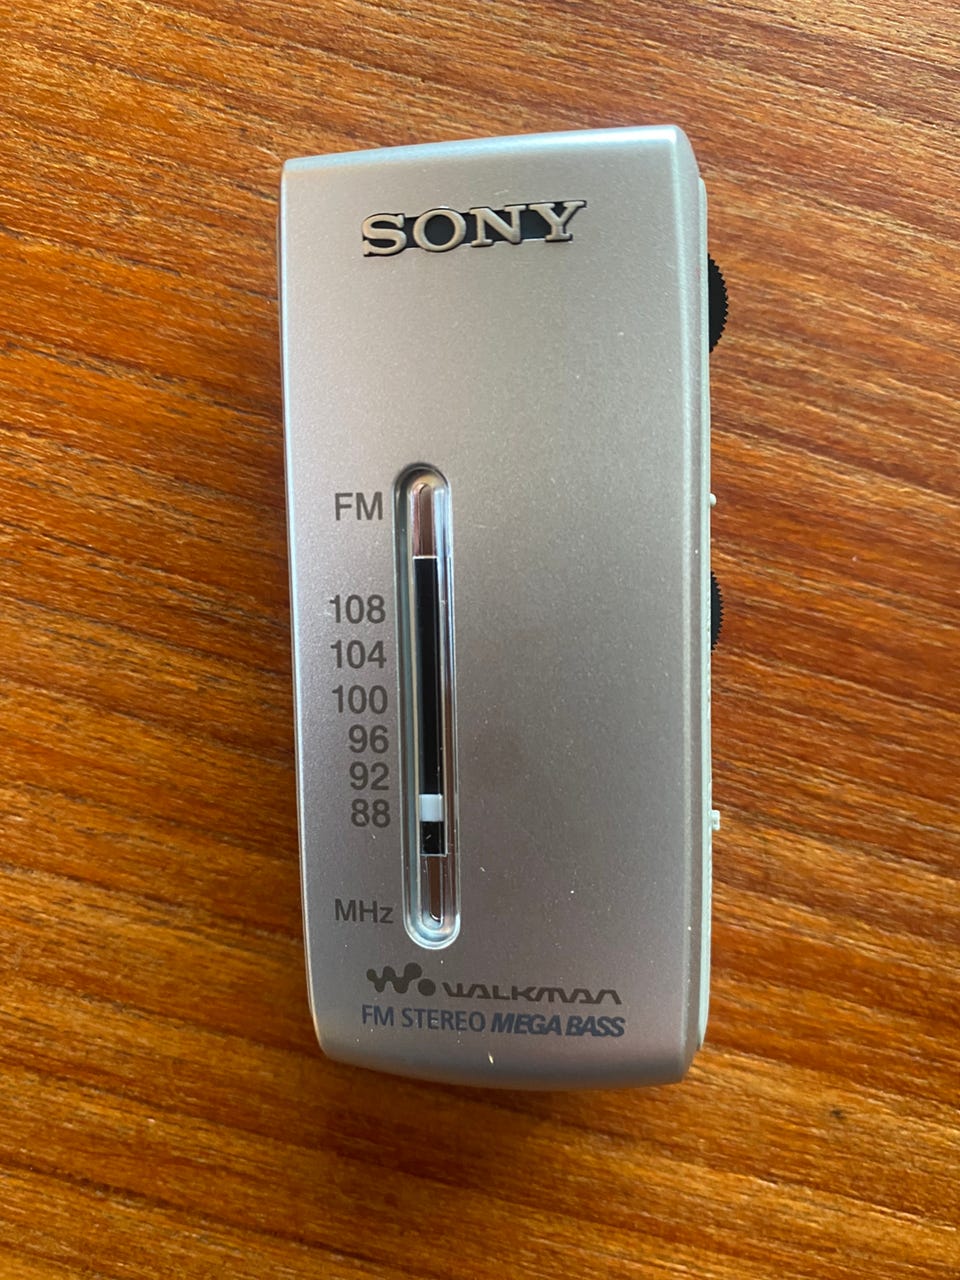 SONY
FM
108
104
100
96
92
88
MHz
WALKMAN
FM STEREO MEGA BASS